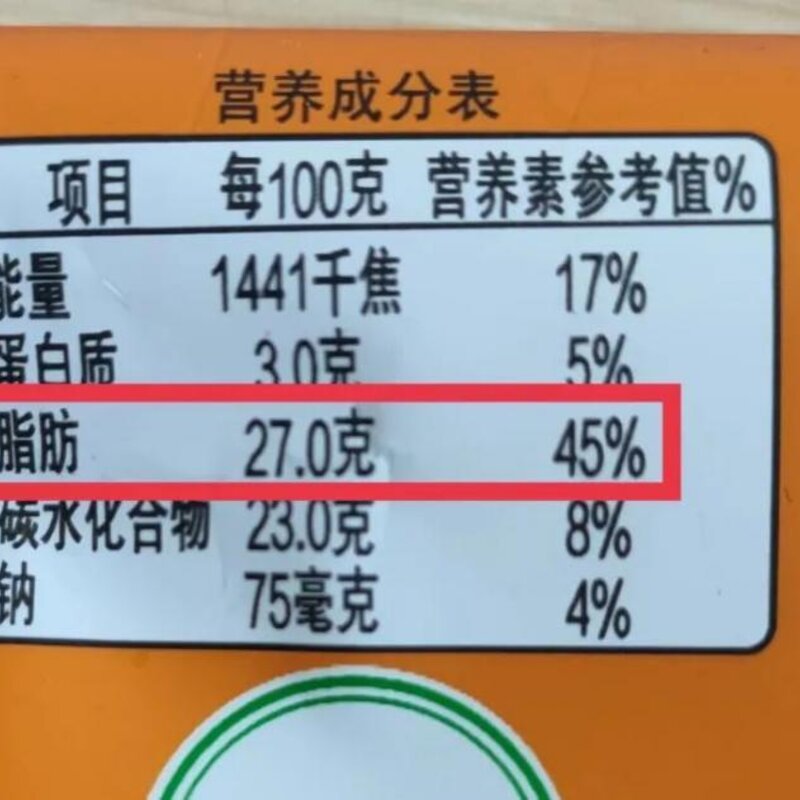 营养成分表
项目 每100克 营养素参考值%
能量 1441千焦 17%
蛋白质 3.0克 5%
脂肪 27.0克 45%
碳水化合物 23.0克 8%
钠 75毫克 4%